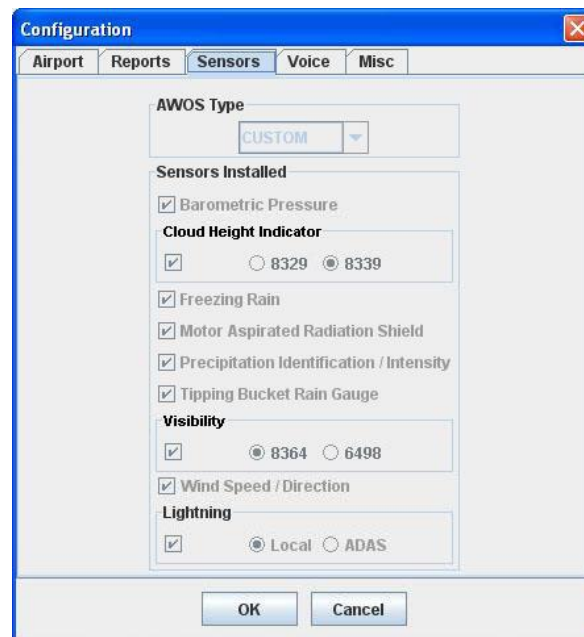 Configuration
Airport Reports Sensors Voice Misc
AWOS Type
CUSTOM
Sensors Installed
Barometric Pressure
Cloud Height Indicator
8329 8339
Freezing Rain
Motor Aspirated Radiation Shield
Precipitation Identification / Intensity
Tipping Bucket Rain Gauge
Visibility
8364 6498
Wind Speed / Direction
Lightning
Local ADAS
OK Cancel